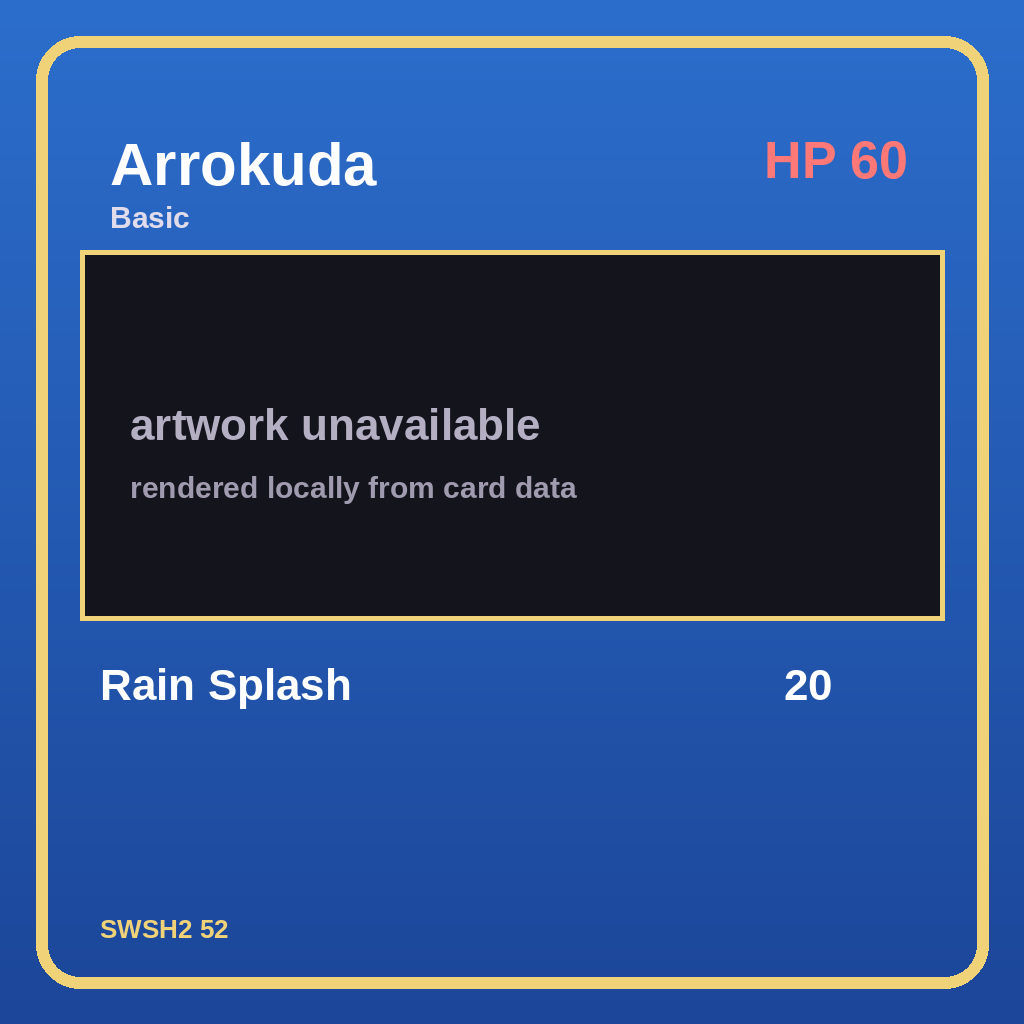 Arrokuda
HP 60
Basic
artwork unavailable
rendered locally from card data
Rain Splash
20
SWSH2 52